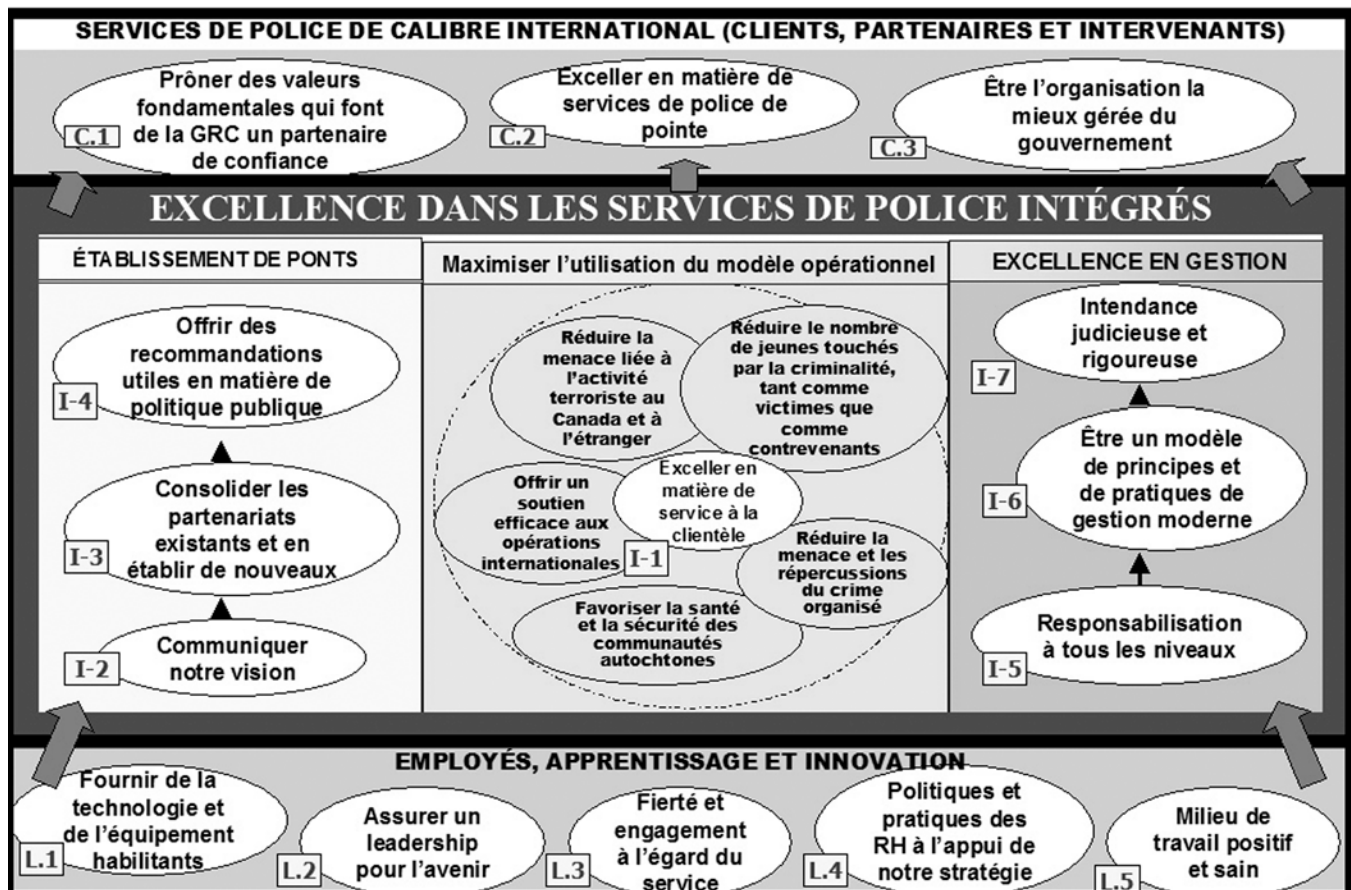 SERVICES DE POLICE DE CALIBRE INTERNATIONAL (CLIENTS, PARTENAIRES ET INTERVENANTS)
Prôner des valeurs
fondamentales qui font
de la GRC un partenaire
de confiance
C.1
Exceller en matière de
services de police de
pointe
C.2
Être l'organisation la
mieux gérée du
gouvernement
C.3
EXCELLENCE DANS LES SERVICES DE POLICE INTÉGRÉS
ÉTABLISSEMENT DE PONTS
Offrir des
recommandations
utiles en matière de
politique publique
I-4
Consolider les
partenariats
existants et en
établir de nouveaux
I-3
Communiquer
notre vision
I-2
Maximiser l'utilisation du modèle opérationnel
Réduire la
menace liée à
l'activité
terroriste au
Canada et à
l'étranger
Réduire le nombre
de jeunes touchés
par la criminalité,
tant comme
victimes que
comme
contrevenants
Exceller en
matière de
service à la
clientèle
I-1
Offrir un
soutien
efficace aux
opérations
internationales
Réduire la
menace et les
répercussions
du crime
organisé
Favoriser la santé
et la sécurité des
communautés
autochtones
EXCELLENCE EN GESTION
Intendance
judicieuse et
rigoureuse
I-7
Être un modèle
de principes et
de pratiques de
gestion moderne
I-6
Responsabilisation
à tous les niveaux
I-5
EMPLOYÉS, APPRENTISSAGE ET INNOVATION
Fournir de la
technologie et
de l'équipement
habilitants
L.1
Assurer un
leadership
pour l'avenir
L.2
Fierté et
engagement
à l'égard du
service
L.3
Politiques et
pratiques des
RH à l'appui de
notre stratégie
L.4
Milieu de
travail positif
et sain
L.5